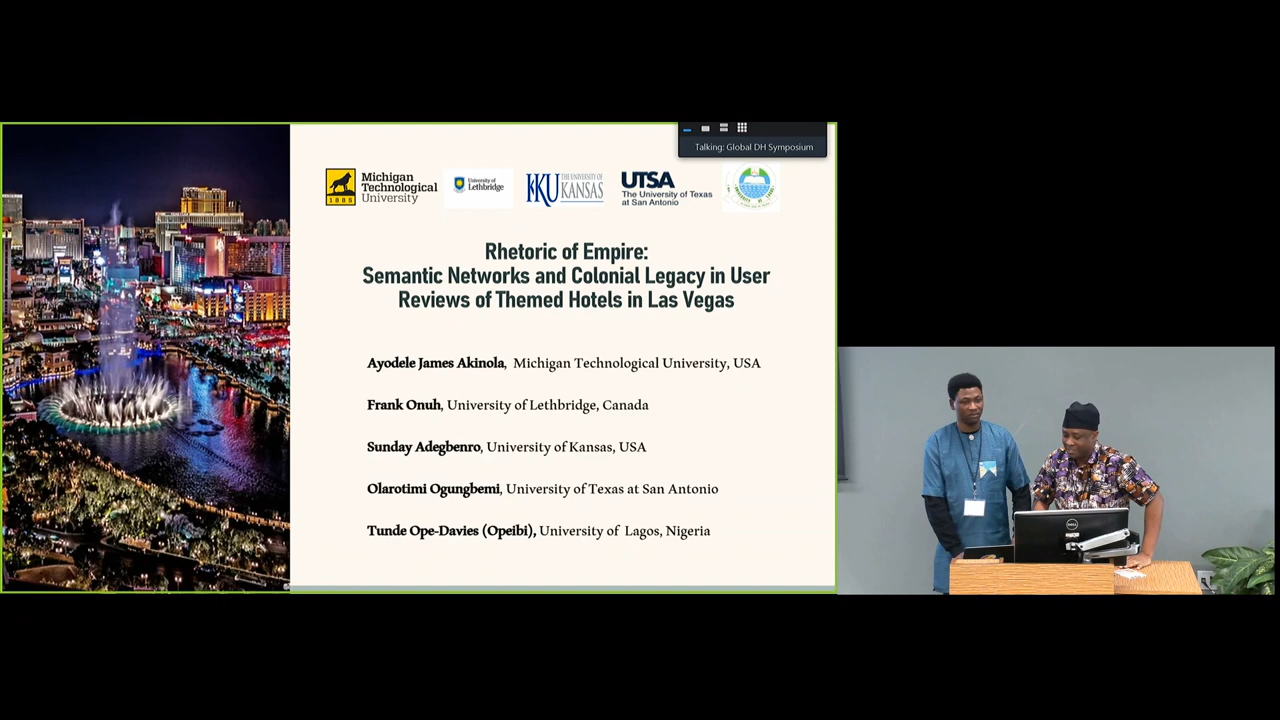 Talking: Global DH Symposium
Michigan
Technological
University
1885
University of
Lethbridge
KU THE UNIVERSITY OF
KANSAS
UTSA
The University of Texas
at San Antonio
Rhetoric of Empire:
Semantic Networks and Colonial Legacy in User
Reviews of Themed Hotels in Las Vegas
Ayodele James Akinola, Michigan Technological University, USA
Frank Onuh, University of Lethbridge, Canada
Sunday Adegbenro, University of Kansas, USA
Olarotimi Ogungbemi, University of Texas at San Antonio
Tunde Ope-Davies (Opeibi), University of Lagos, Nigeria
DELL